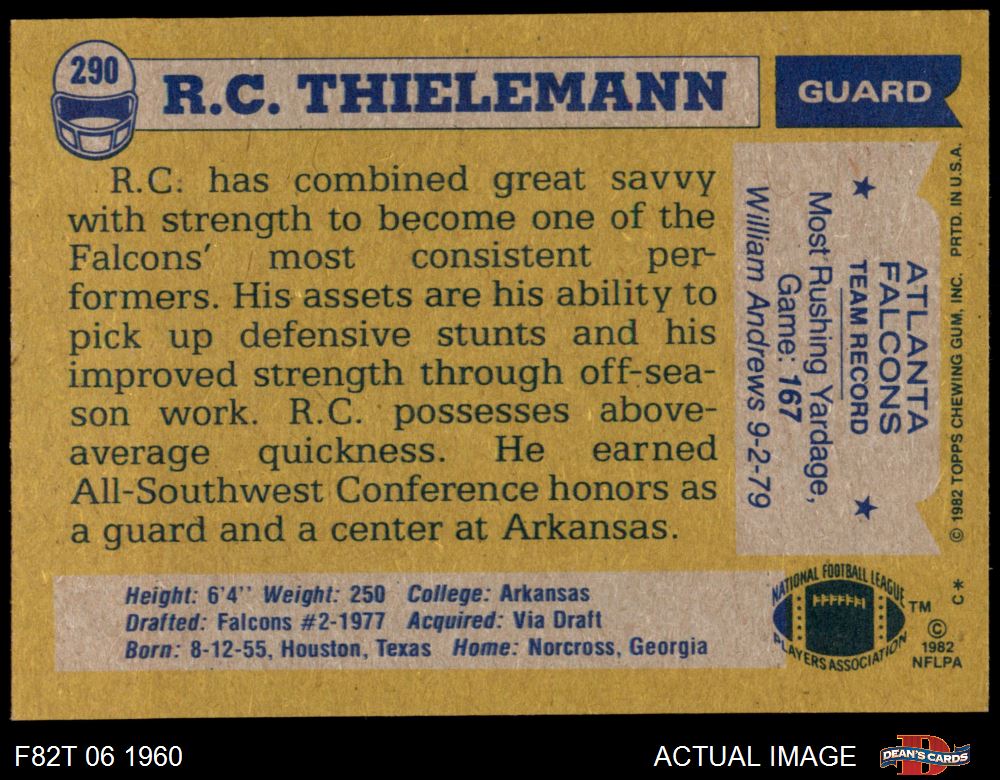 290
R.C. THIELEMANN
GUARD
R.C. has combined great savvy
with strength to become one of the
Falcons' most consistent per-
formers. His assets are his ability to
pick up defensive stunts and his
improved strength through off-sea-
son work. R.C. possesses above-
average quickness. He earned
All-Southwest Conference honors as
a guard and a center at Arkansas.
ATLANTA
FALCONS
★ TEAM RECORD ★
Most Rushing Yardage,
Game: 167
William Andrews 9-2-79
© 1982 TOPPS CHEWING GUM, INC. PRTD. IN U.S.A.
Height: 6'4'' Weight: 250 College: Arkansas
Drafted: Falcons #2-1977 Acquired: Via Draft
Born: 8-12-55, Houston, Texas Home: Norcross, Georgia
NATIONAL FOOTBALL LEAGUE
PLAYERS ASSOCIATION
TM
C*
©
1982
NFLPA
F82T 06 1960
ACTUAL IMAGE
DEAN'S CARDS